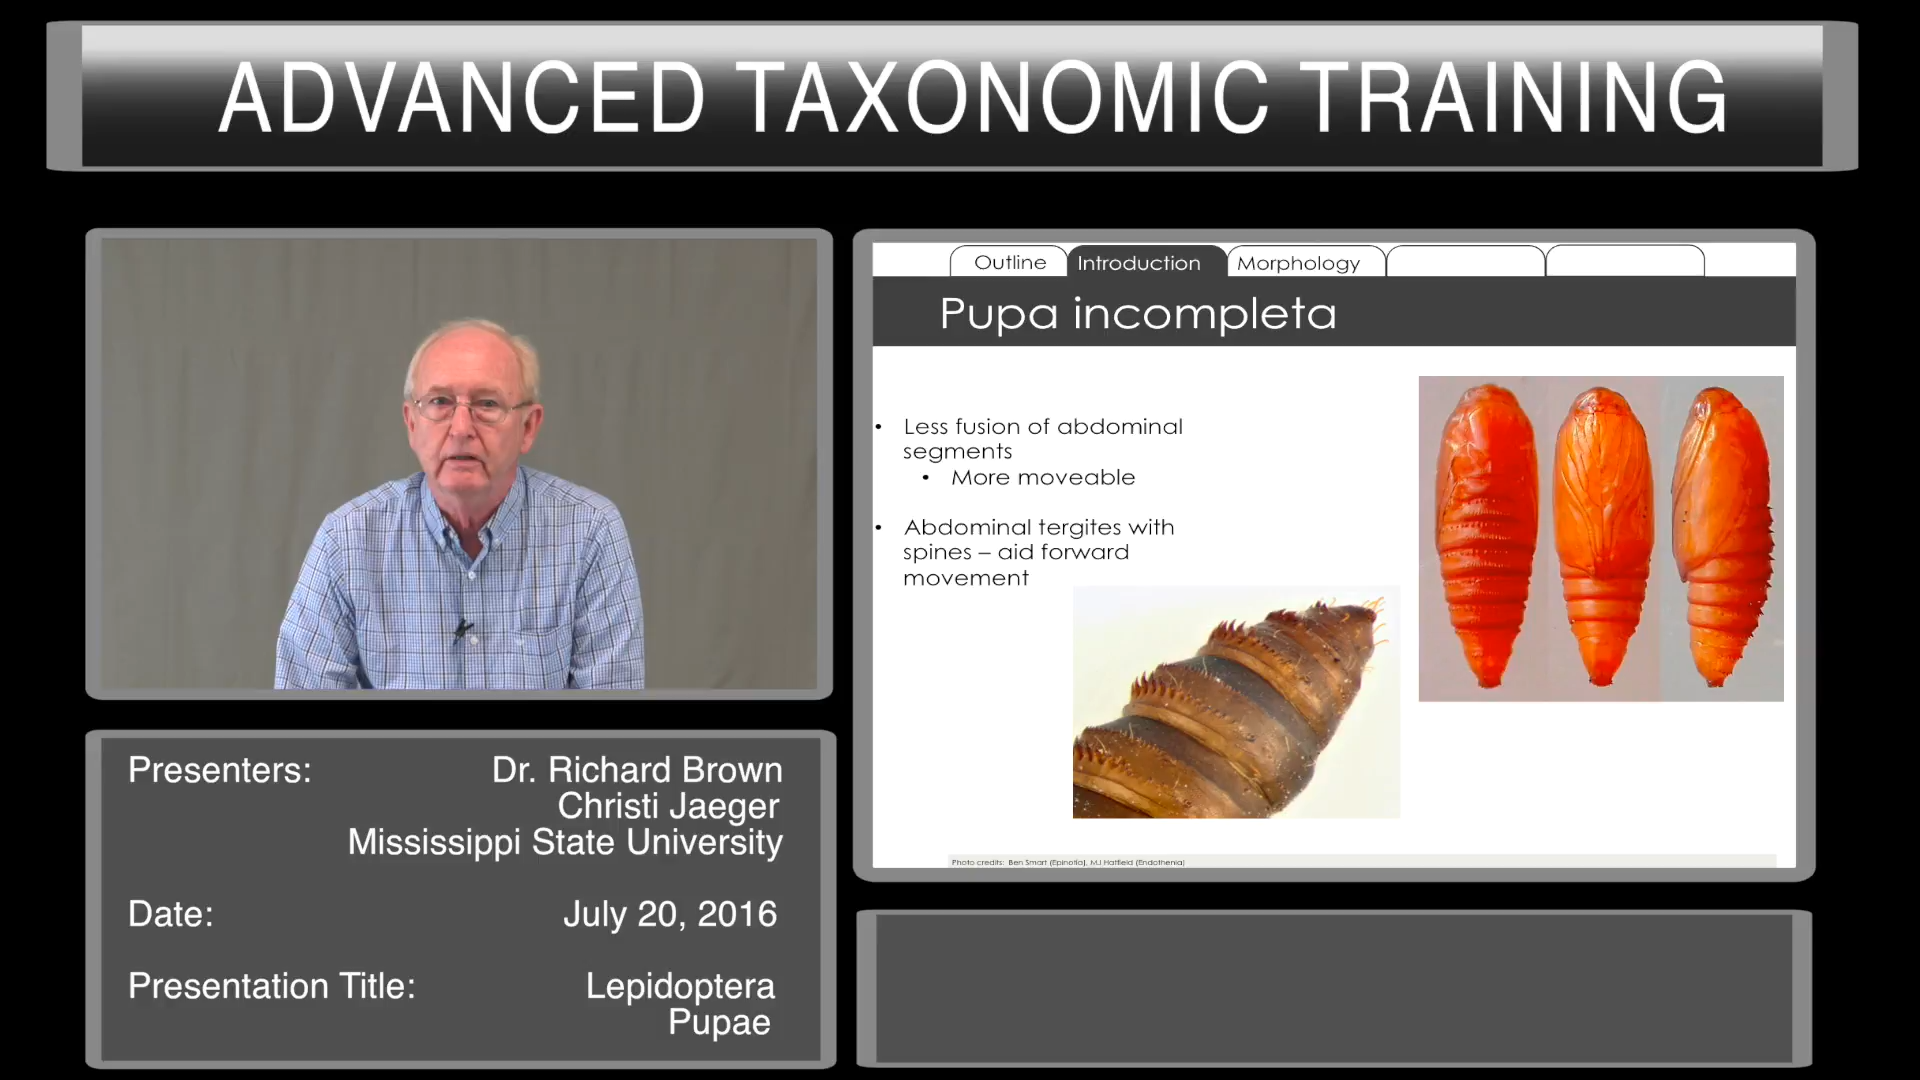 ADVANCED TAXONOMIC TRAINING
Outline
Introduction
Morphology
Pupa incompleta
• Less fusion of abdominal
segments
• More moveable
• Abdominal tergites with
spines – aid forward
movement
Photo credits: Ben Smart (Epinotia), MJ Hatfield (Endothenia)
Presenters: Dr. Richard Brown
Christi Jaeger
Mississippi State University
Date: July 20, 2016
Presentation Title: Lepidoptera
Pupae